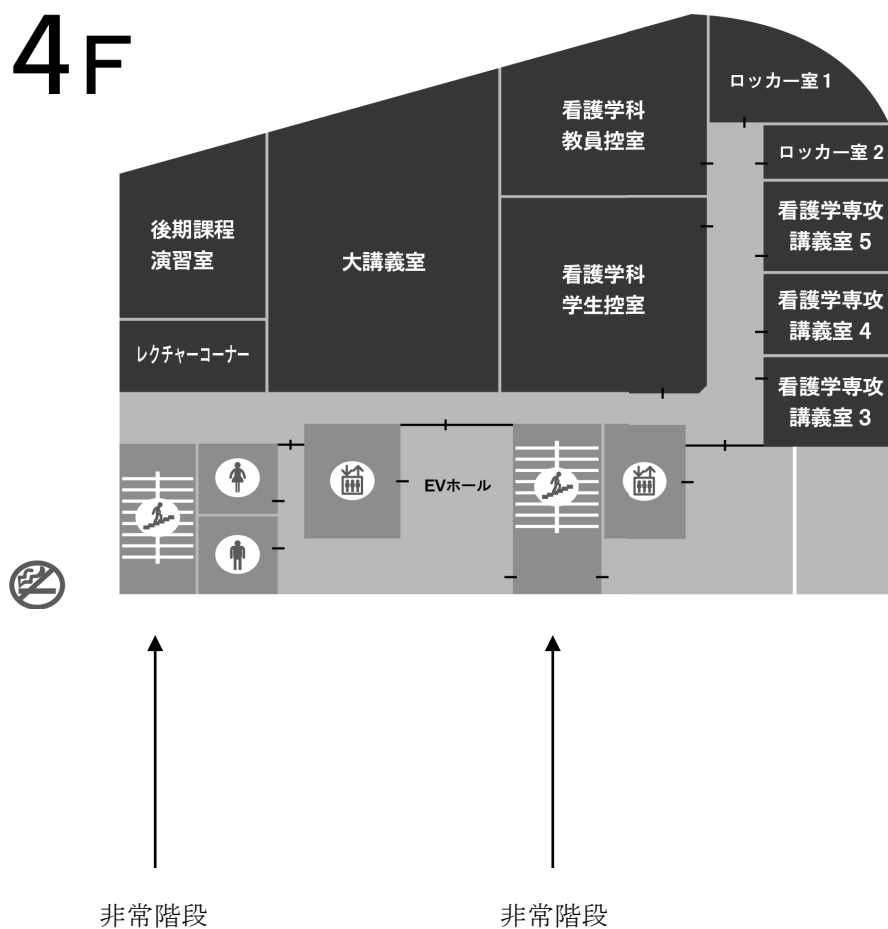 4F
ロッカー室1
看護学科
教員控室
ロッカー室2
後期課程
演習室
大講義室
看護学科
学生控室
看護学専攻
講義室5
看護学専攻
講義室4
レクチャーコーナー
看護学専攻
講義室3
EVホール
非常階段
非常階段